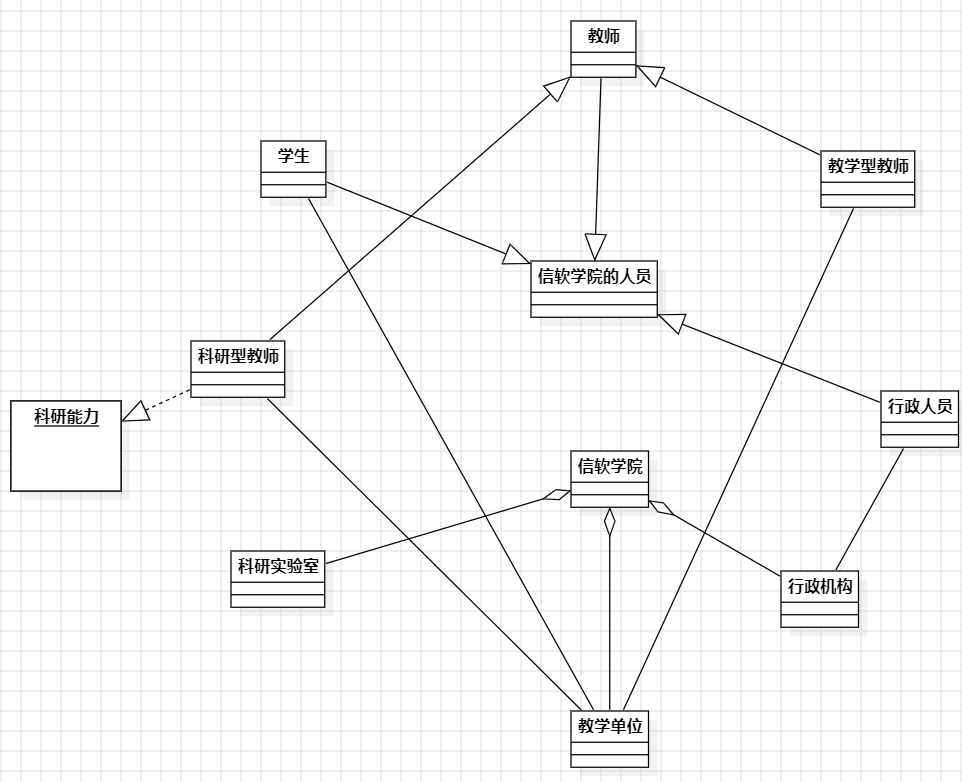 教师
学生
教学型教师
信软学院的人员
科研型教师
科研能力
行政人员
信软学院
科研实验室
行政机构
教学单位